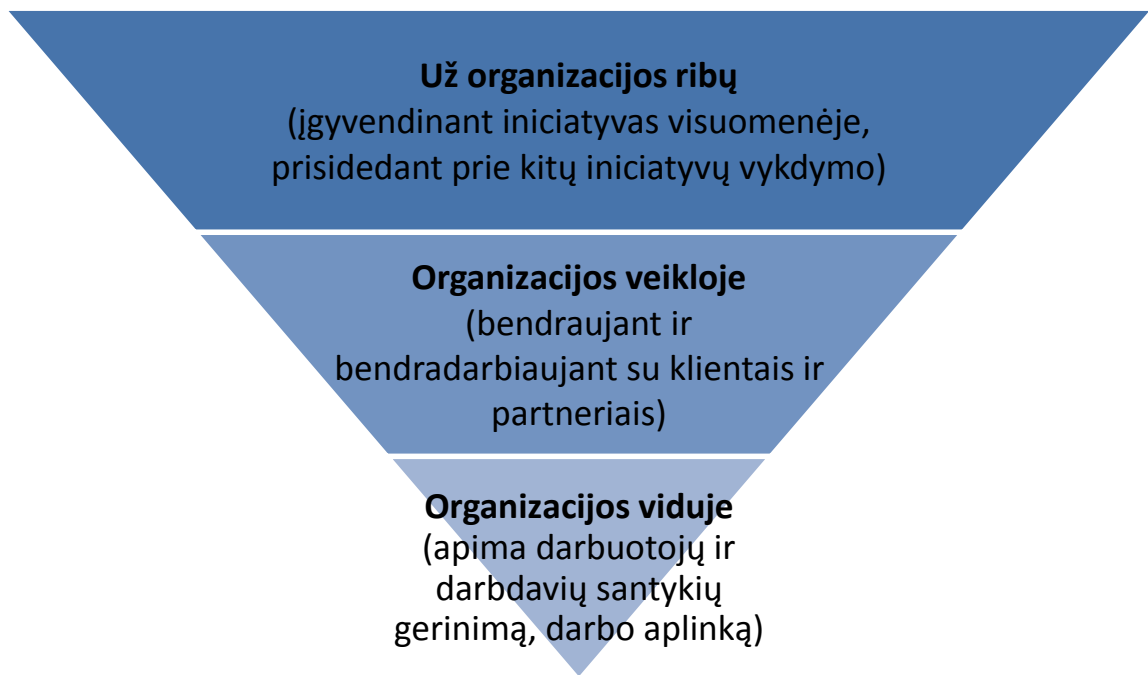 Už organizacijos ribų
(įgyvendinant iniciatyvas visuomenėje,
prisidedant prie kitų iniciatyvų vykdymo)
Organizacijos veikloje
(bendraujant ir
bendradarbiaujant su klientais ir
partneriais)
Organizacijos viduje
(apima darbuotojų ir
darbdavių santykių
gerinimą, darbo aplinką)